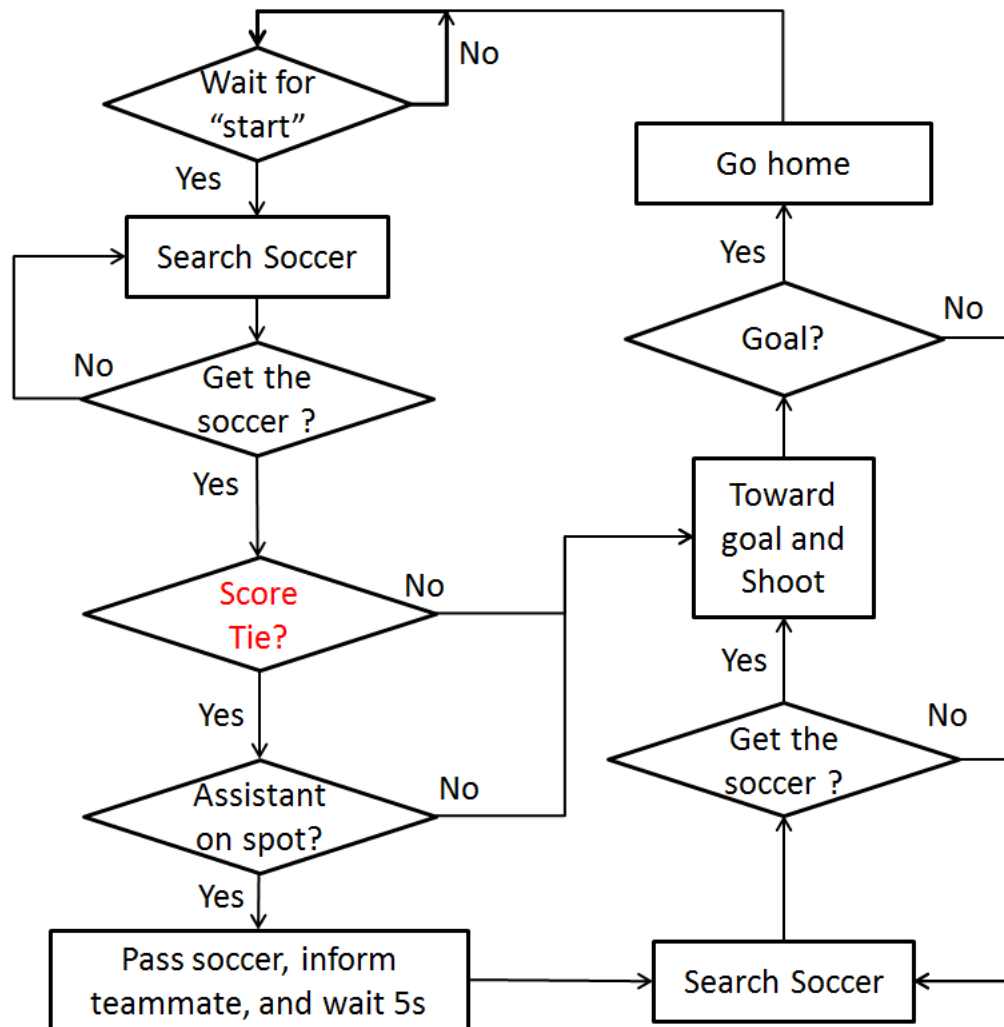 Wait for
“start”
No
Yes
Search Soccer
No
Get the
soccer ?
Yes
Score
Tie?
No
Yes
Assistant
on spot?
No
Yes
Pass soccer, inform
teammate, and wait 5s
Go home
Yes
Goal?
No
Toward
goal and
Shoot
Yes
Get the
soccer ?
No
Search Soccer